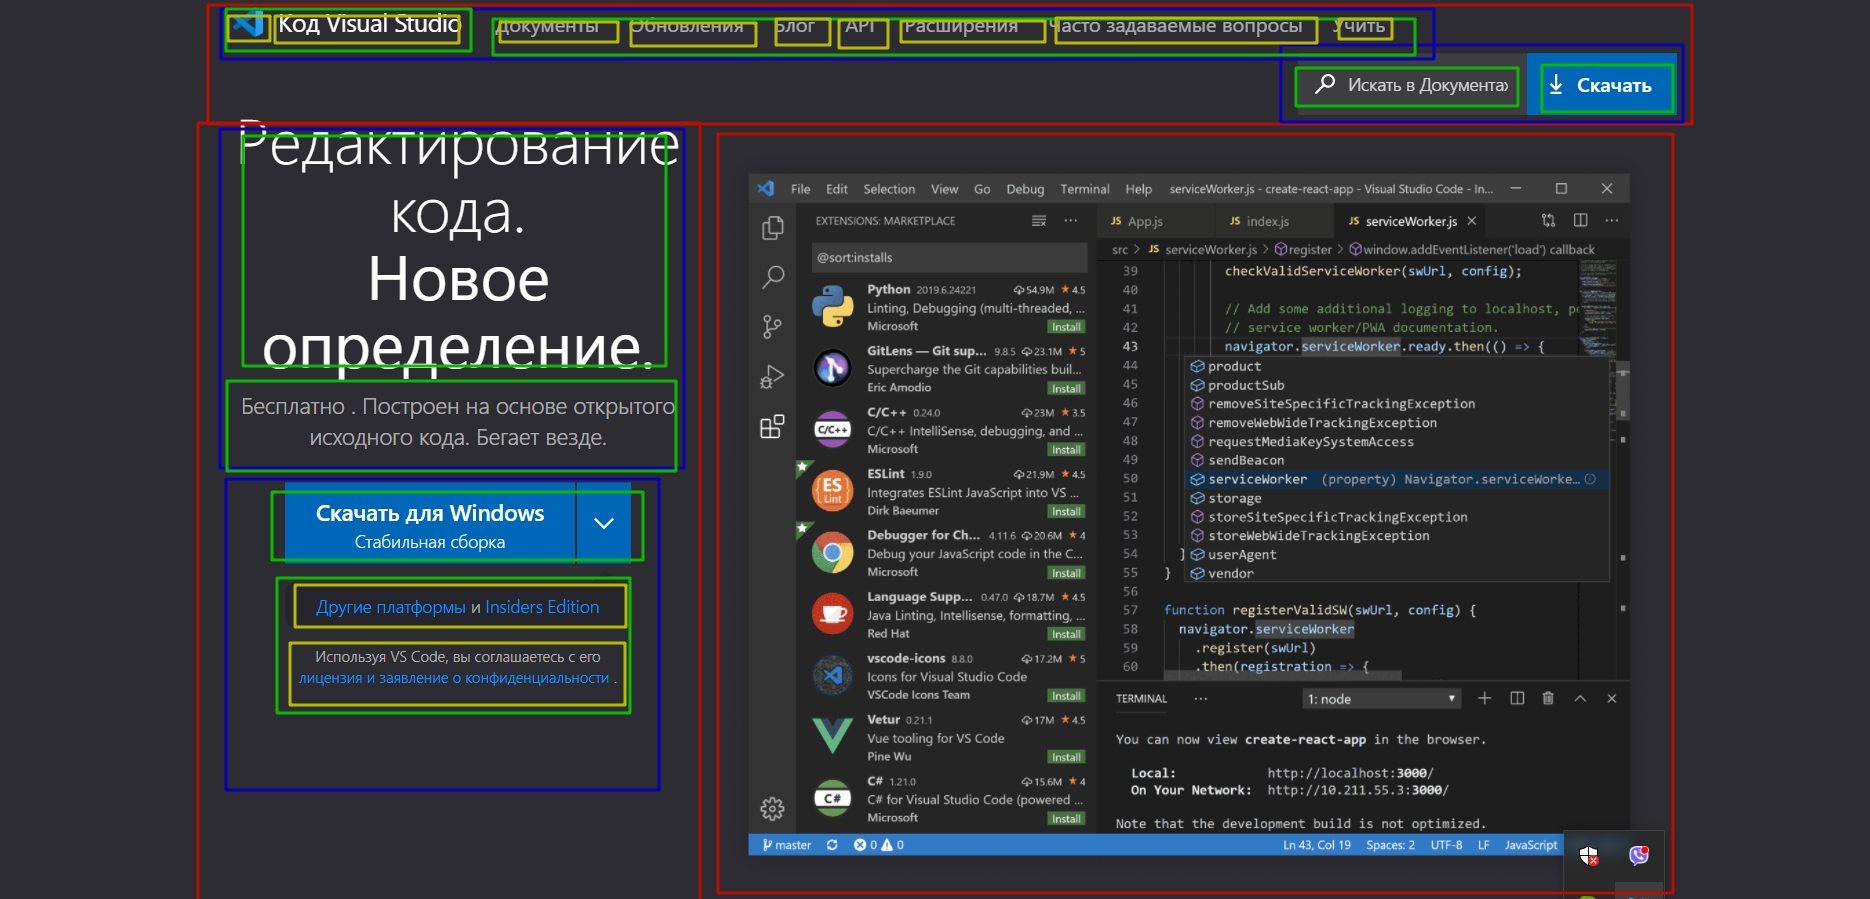 Код Visual Studio
Документы Обновления Блог API Расширения Часто задаваемые вопросы Учить
Искать в Документах
Скачать
Редактирование
кода.
Новое
определение.
Бесплатно . Построен на основе открытого
исходного кода. Бегает везде.
Скачать для Windows
Стабильная сборка
Другие платформы и Insiders Edition
Используя VS Code, вы соглашаетесь с его
лицензия и заявление о конфиденциальности .
File Edit Selection View Go Debug Terminal Help serviceWorker.js - create-react-app - Visual Studio Code - In...
EXTENSIONS: MARKETPLACE
@sort:installs
Python 2019.6.24221 54.9M 4.5
Linting, Debugging (multi-threaded, ...
Microsoft Install
GitLens — Git sup... 9.8.5 23.1M 5
Supercharge the Git capabilities buil...
Eric Amodio Install
C/C++ 0.24.0 23M 3.5
C/C++ IntelliSense, debugging, and ...
Microsoft Install
ESLint 1.9.0 21.9M 4.5
Integrates ESLint JavaScript into VS ...
Dirk Baeumer Install
Debugger for Ch... 4.11.6 20.6M 4
Debug your JavaScript code in the C...
Microsoft Install
Language Supp... 0.47.0 18.7M 4.5
Java Linting, Intellisense, formatting, ...
Red Hat Install
vscode-icons 8.8.0 17.2M 5
Icons for Visual Studio Code
VSCode Icons Team Install
Vetur 0.21.1 17M 4.5
Vue tooling for VS Code
Pine Wu Install
C# 1.21.0 15.6M 4
C# for Visual Studio Code (powered ...
Microsoft Install
JS App.js JS index.js JS serviceWorker.js
src > JS serviceWorker.js > register > window.addEventListener('load') callback
39 checkValidServiceWorker(swUrl, config);
40
41 // Add some additional logging to localhost,
42 // service worker/PWA documentation.
43 navigator.serviceWorker.ready.then(() => {
44 product
45 productSub
46 removeSiteSpecificTrackingException
47 removeWebWideTrackingException
48 requestMediaKeySystemAccess
49 sendBeacon
50 serviceWorker (property) Navigator.serviceWorke...
51 storage
52 storeSiteSpecificTrackingException
53 storeWebWideTrackingException
54 } userAgent
55 } vendor
56
57 function registerValidSW(swUrl, config) {
58 navigator.serviceWorker
59 .register(swUrl)
60 .then(registration => {
TERMINAL ... 1: node
You can now view create-react-app in the browser.
Local: http://localhost:3000/
On Your Network: http://10.211.55.3:3000/
Note that the development build is not optimized.
master 0 0 Ln 43, Col 19 Spaces: 2 UTF-8 LF JavaScript